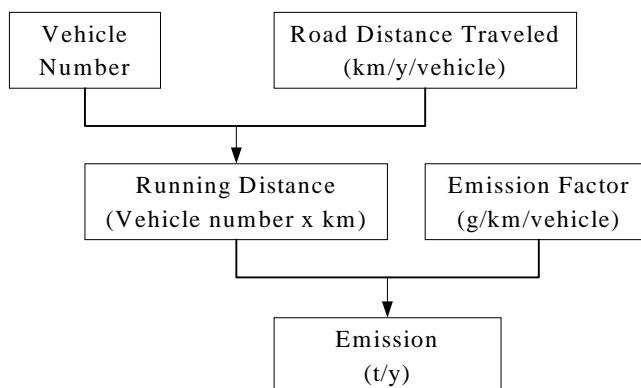 Vehicle
Number
Road Distance Traveled
(km/y/vehicle)
Running Distance
(Vehicle number x km)
Emission Factor
(g/km/vehicle)
Emission
(t/y)